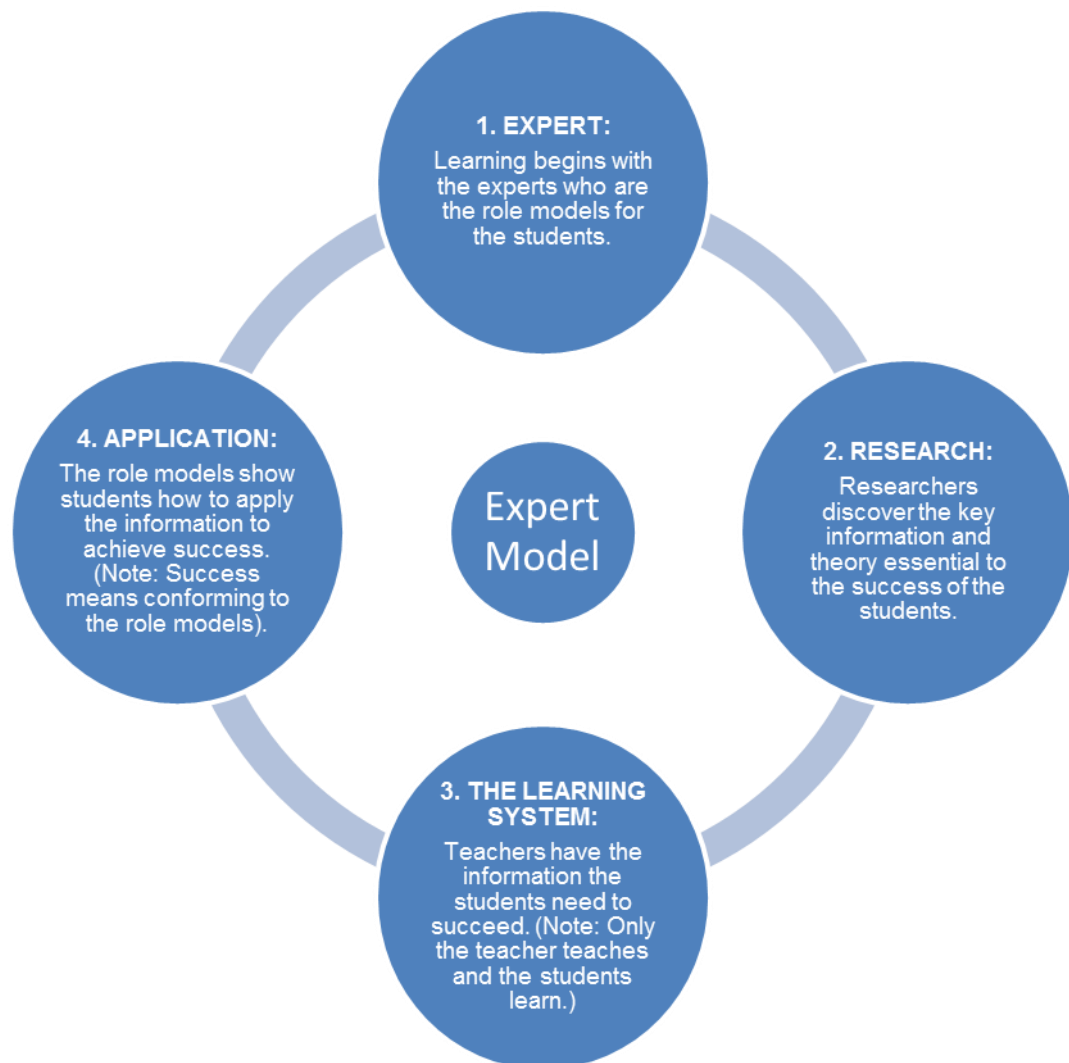 1. EXPERT:
Learning begins with
the experts who are
the role models for
the students.
2. RESEARCH:
Researchers
discover the key
information and
theory essential to
the success of the
students.
3. THE LEARNING
SYSTEM:
Teachers have the
information the
students need to
succeed. (Note: Only
the teacher teaches
and the students
learn.)
4. APPLICATION:
The role models show
students how to apply
the information to
achieve success.
(Note: Success
means conforming to
the role models).
Expert
Model